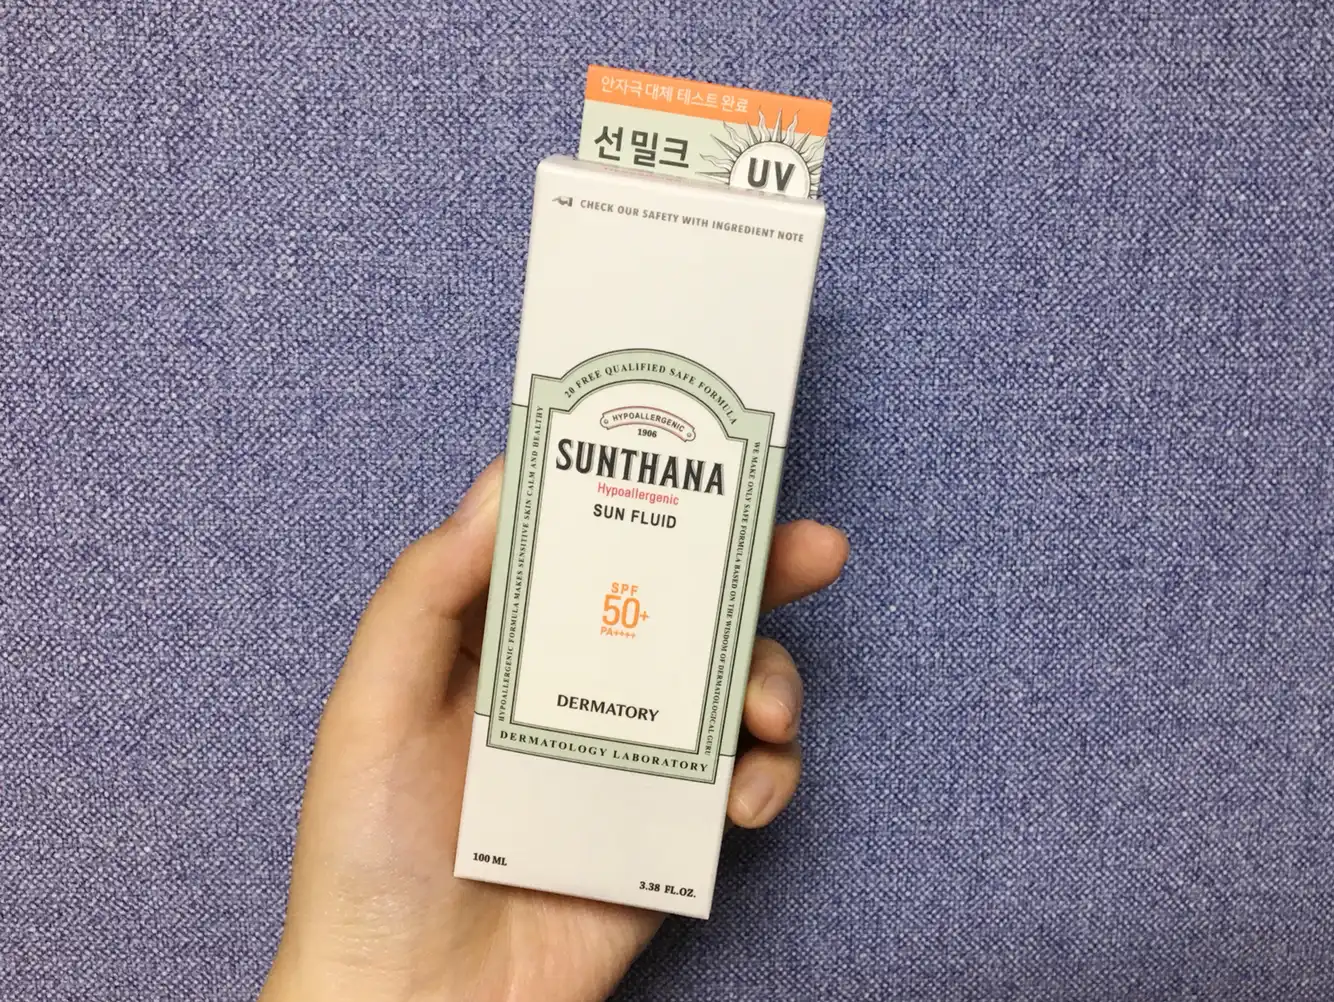 안자극 대체 테스트 완료
선 밀크
UV
CHECK OUR SAFETY WITH INGREDIENT NOTE
20 FREE QUALIFIED SAFE FORMULA
HYPOALLERGENIC
1906
SUNTHANA
Hypoallergenic
SUN FLUID
SPF
50+
PA++++
DERMATORY
DERMATOLOGY LABORATORY
HYPOALLERGENIC FORMULA MAKES SENSITIVE SKIN CALM AND HEALTHY
WE MAKE ONLY SAFE FORMULA BASED ON THE WISDOM OF DERMATOLOGICAL GURU
100 ML
3.38 FL.OZ.